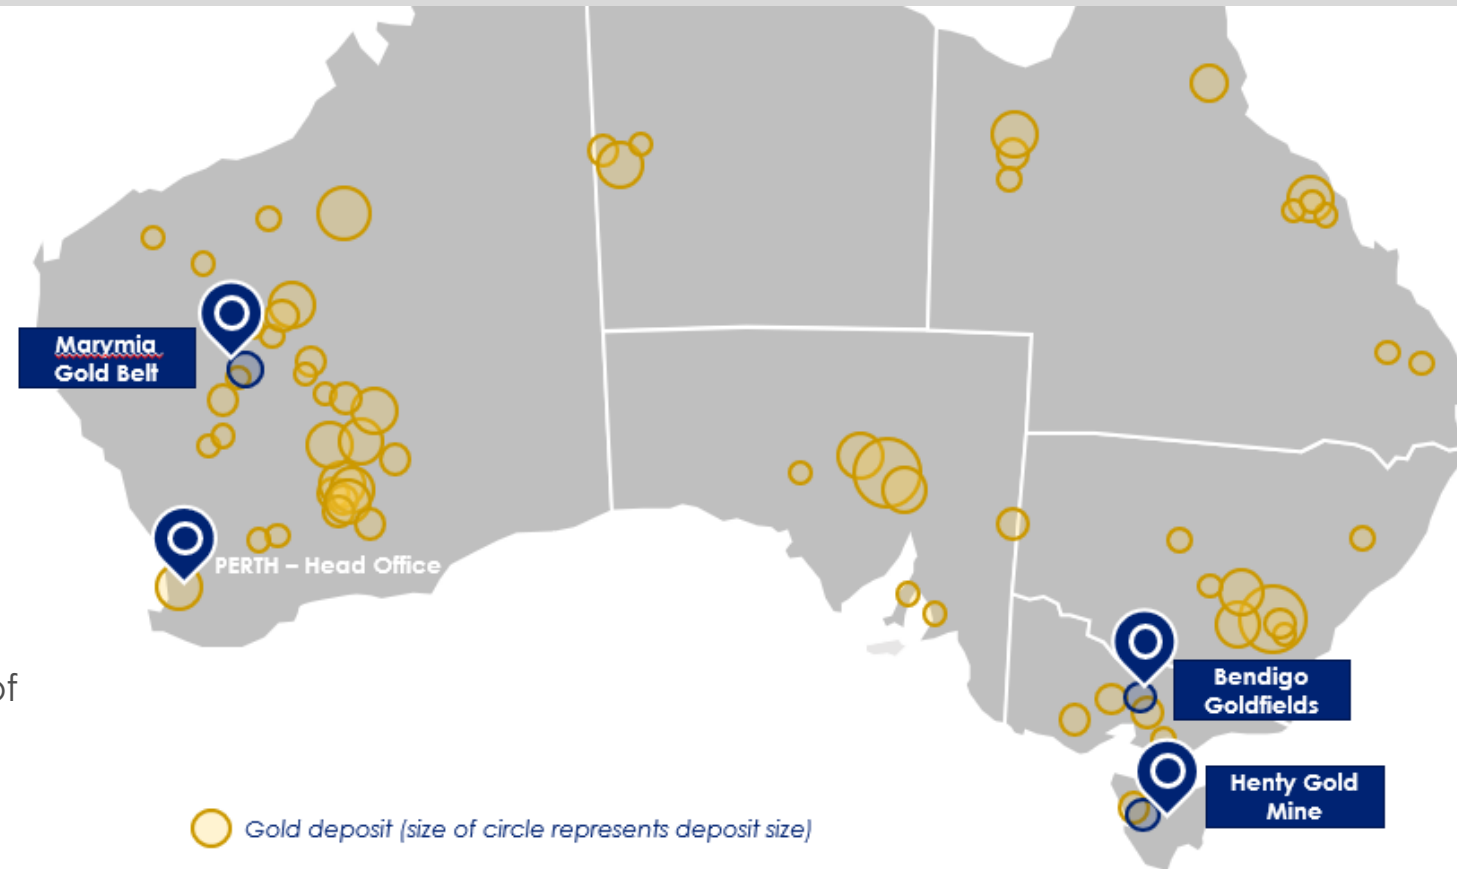 Marymia
Gold Belt
PERTH – Head Office
of
Bendigo
Goldfields
Henty Gold
Mine
Gold deposit (size of circle represents deposit size)